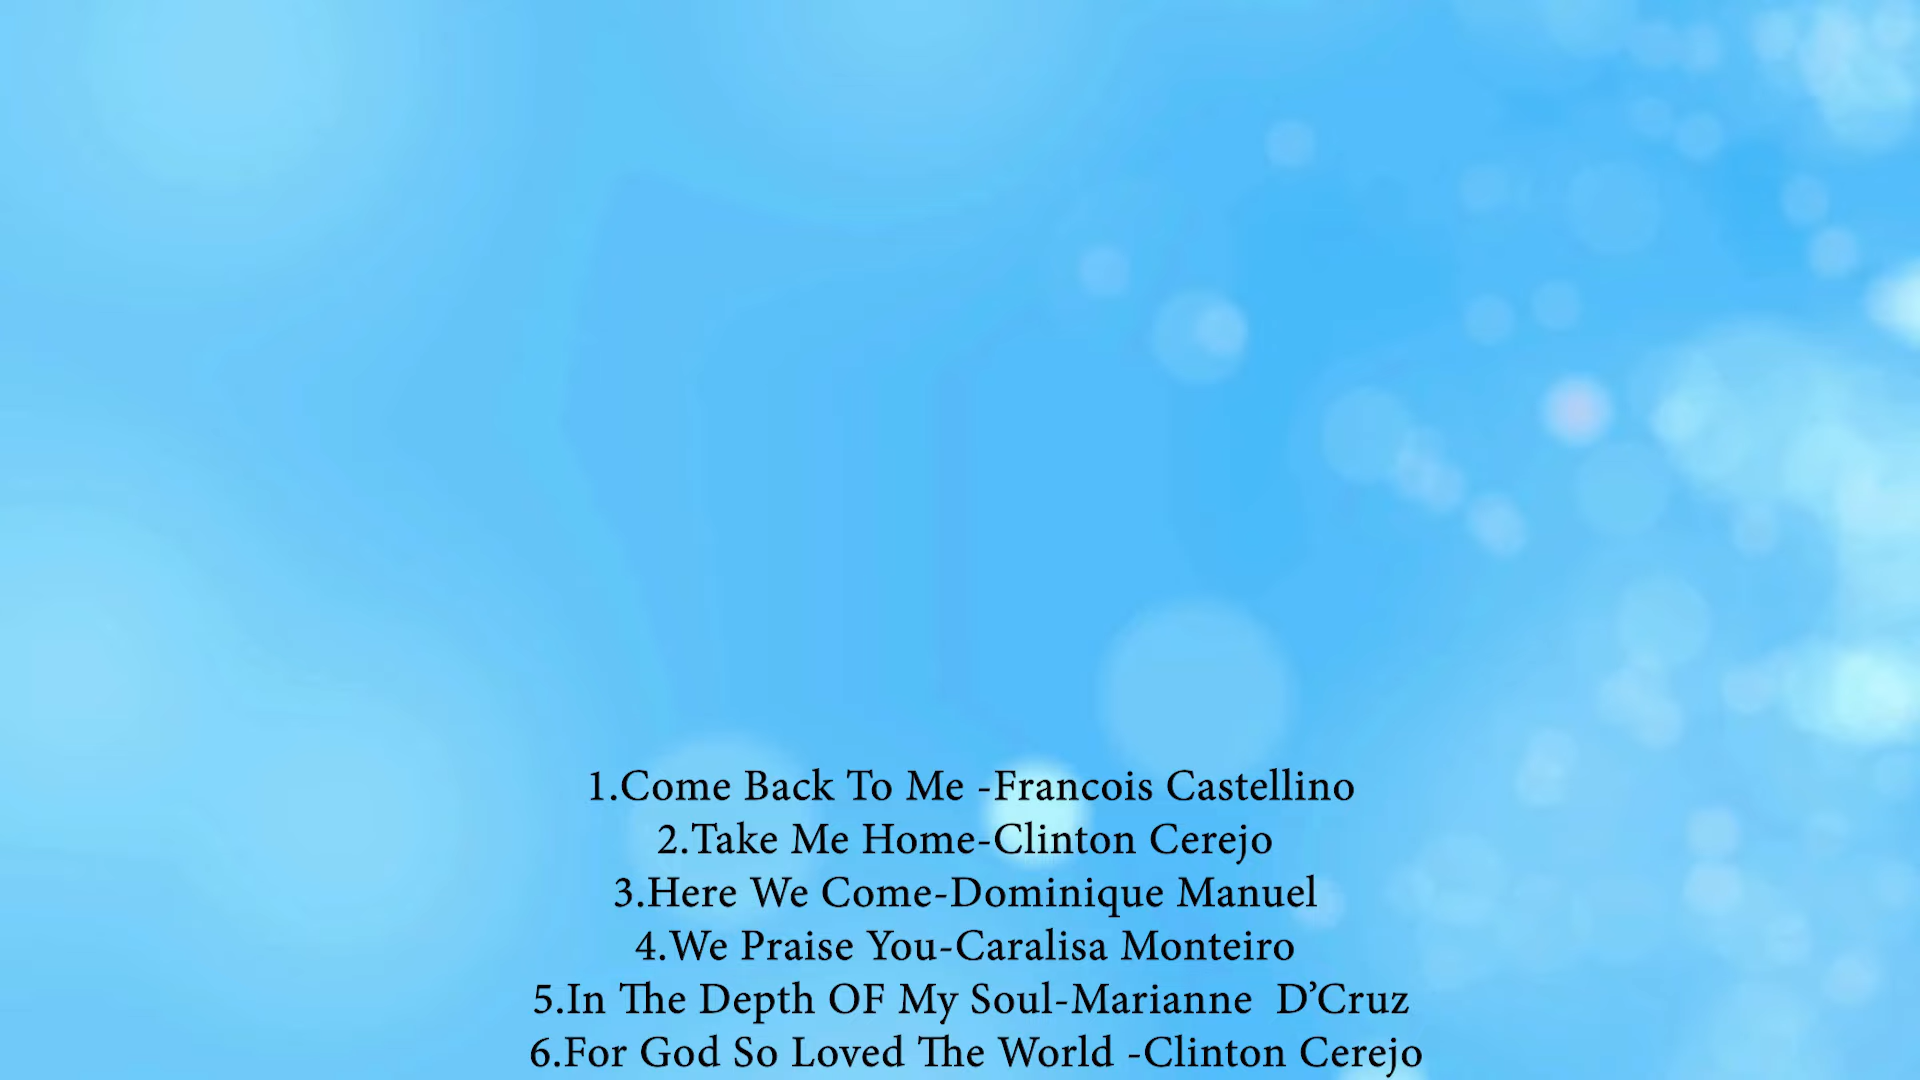 1.Come Back To Me -Francois Castellino
2.Take Me Home-Clinton Cerejo
3.Here We Come-Dominique Manuel
4.We Praise You-Caralisa Monteiro
5.In The Depth OF My Soul-Marianne  D’Cruz
6.For God So Loved The World -Clinton Cerejo